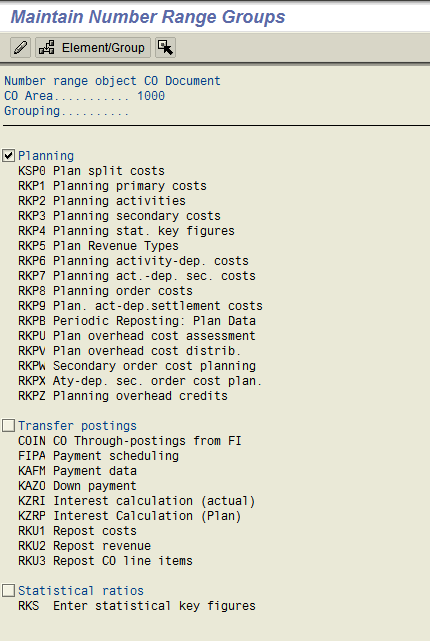 Maintain Number Range Groups
Element/Group
Number range object CO Document
CO Area........... 1000
Grouping..........
Planning
KSP0 Plan split costs
RKP1 Planning primary costs
RKP2 Planning activities
RKP3 Planning secondary costs
RKP4 Planning stat. key figures
RKP5 Plan Revenue Types
RKP6 Planning activity-dep. costs
RKP7 Planning act.-dep. sec. costs
RKP8 Planning order costs
RKP9 Plan. act-dep.settlement costs
RKPB Periodic Reposting: Plan Data
RKPU Plan overhead cost assessment
RKPV Plan overhead cost distrib.
RKPW Secondary order cost planning
RKPX Aty-dep. sec. order cost plan.
RKPZ Planning overhead credits
Transfer postings
COIN CO Through-postings from FI
FIPA Payment scheduling
KAFM Payment data
KAZO Down payment
KZRI Interest calculation (actual)
KZRP Interest Calculation (Plan)
RKU1 Repost costs
RKU2 Repost revenue
RKU3 Repost CO line items
Statistical ratios
RKS Enter statistical key figures